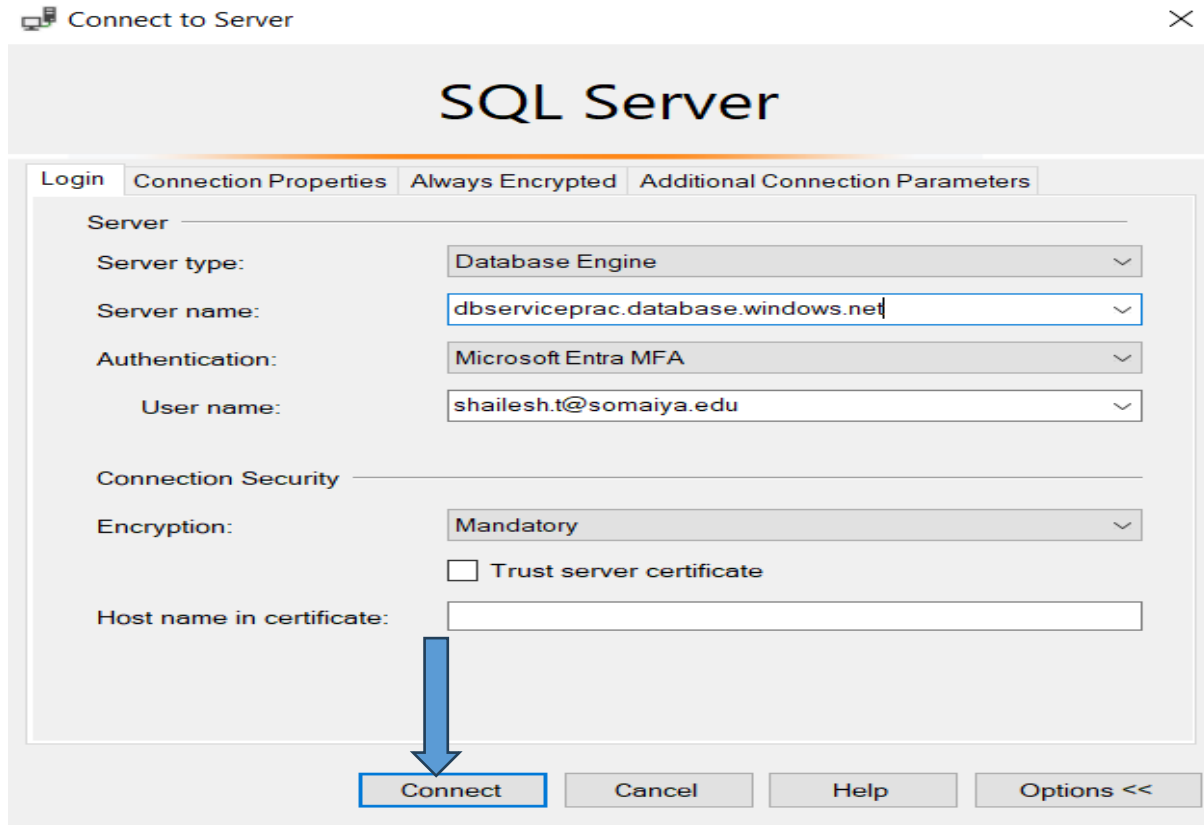 Connect to Server
SQL Server
Login Connection Properties Always Encrypted Additional Connection Parameters
Server
Server type: Database Engine
Server name: dbserviceprac.database.windows.net
Authentication: Microsoft Entra MFA
User name: shailesh.t@somaiya.edu
Connection Security
Encryption: Mandatory
Trust server certificate
Host name in certificate:
Connect Cancel Help Options <<